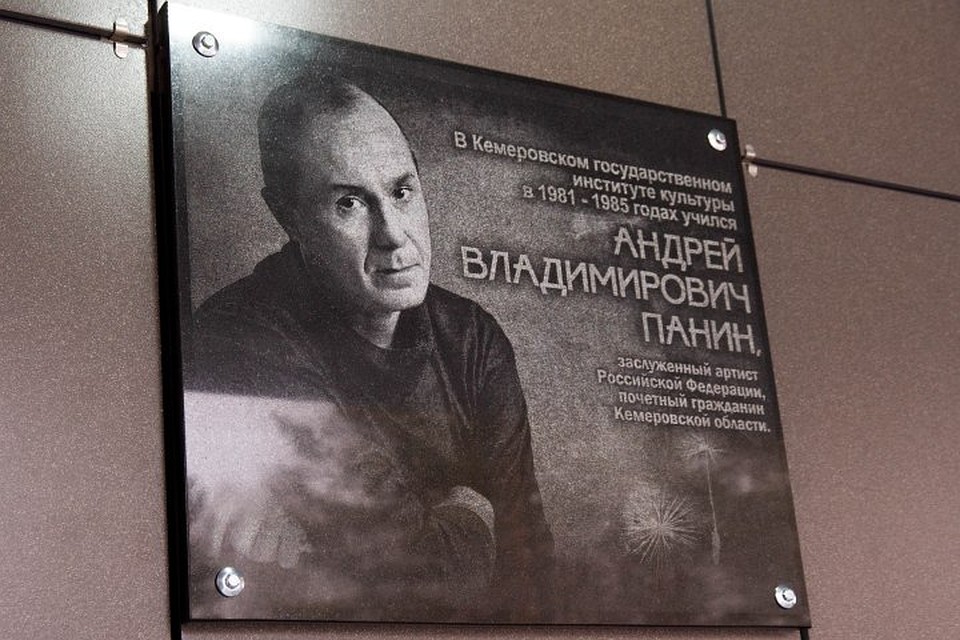 В Кемеровском государственном
институте культуры
в 1981 - 1985 годах учился
АНДРЕЙ
ВЛАДИМИРОВИЧ
ПАНИН,
заслуженный артист
Российской Федерации,
почетный гражданин
Кемеровской области.